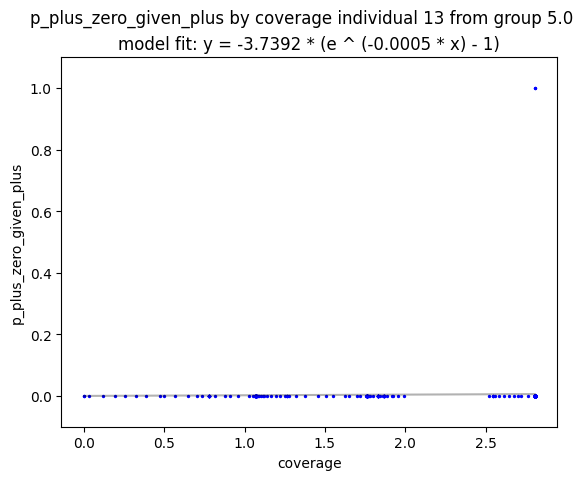 p_plus_zero_given_plus by coverage individual 13 from group 5.0
model fit: y = -3.7392 * (e ^ (-0.0005 * x) - 1)
1.0
0.8
0.6
0.4
0.2
0.0
p_plus_zero_given_plus
0.0 0.5 1.0 1.5 2.0 2.5
coverage